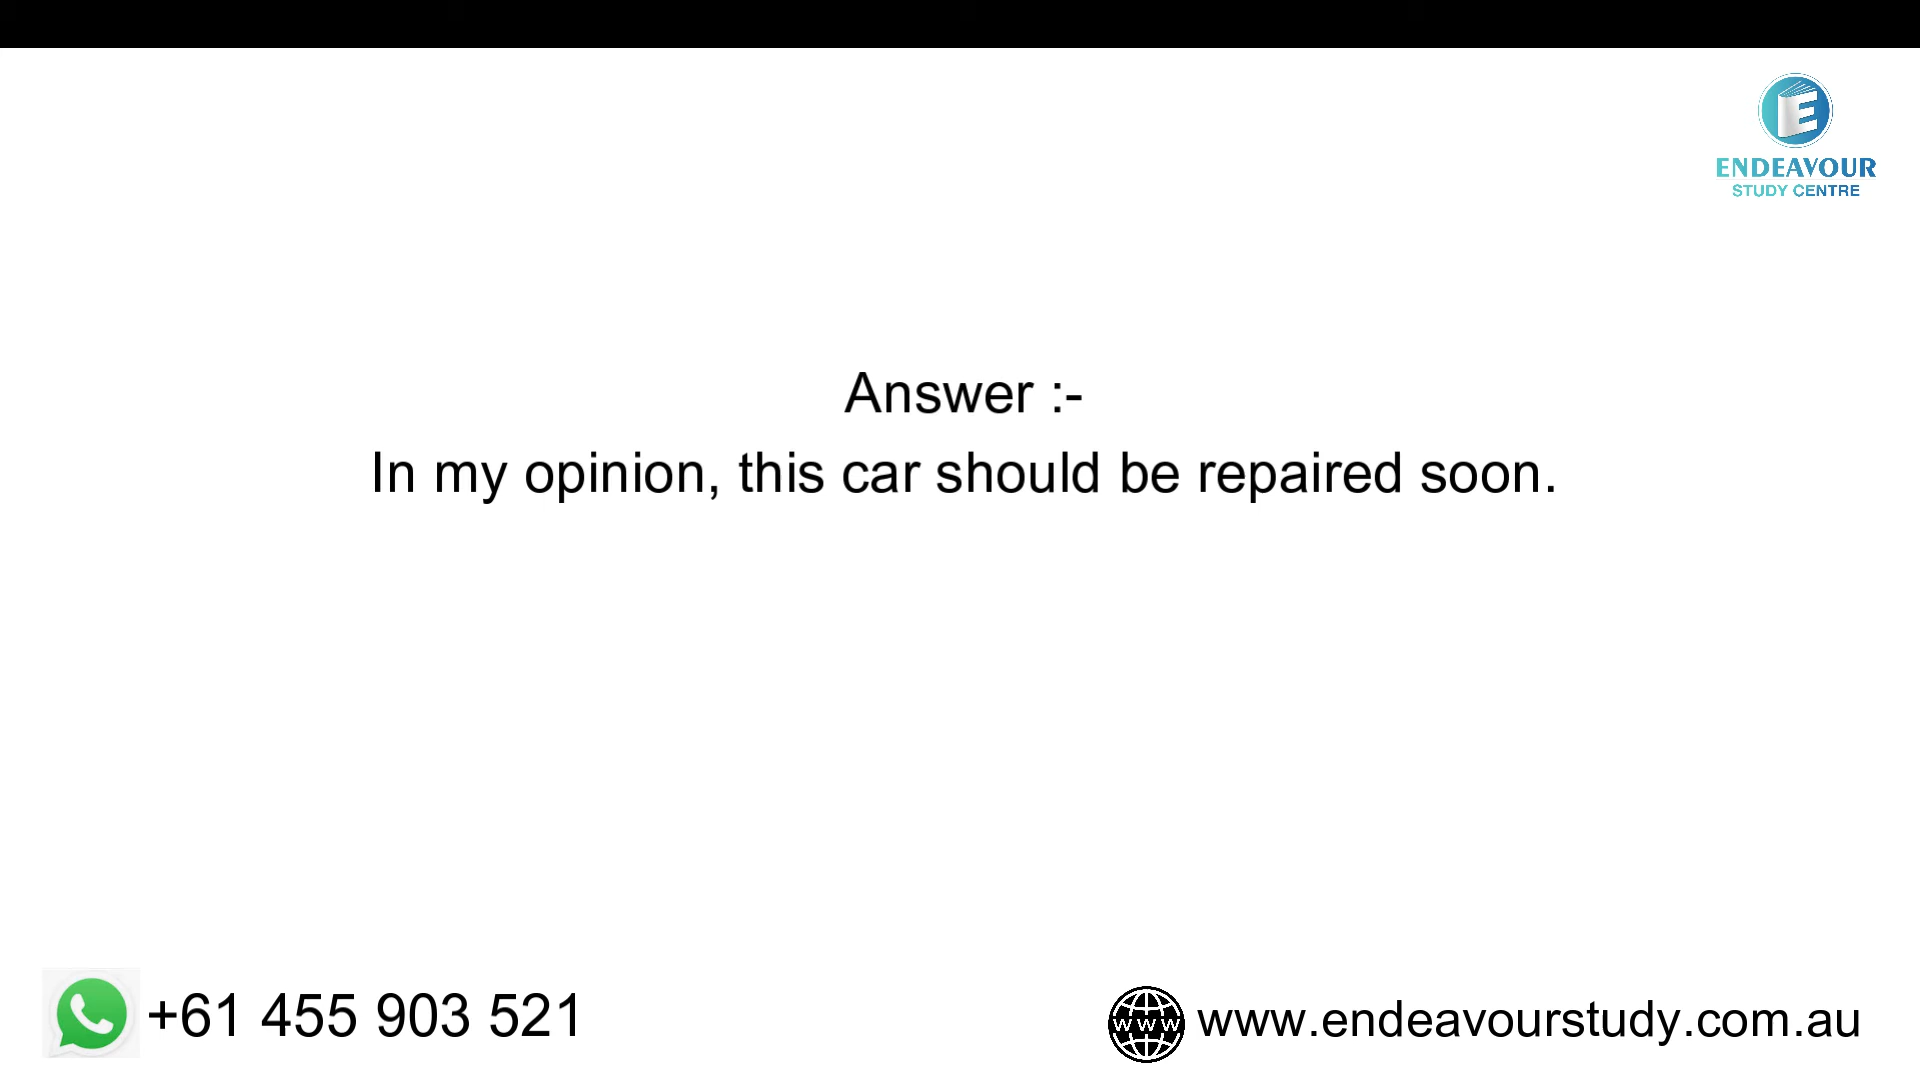 E
ENDEAVOUR
STUDY CENTRE
Answer :-
In my opinion, this car should be repaired soon.
+61 455 903 521
www
www.endeavourstudy.com.au